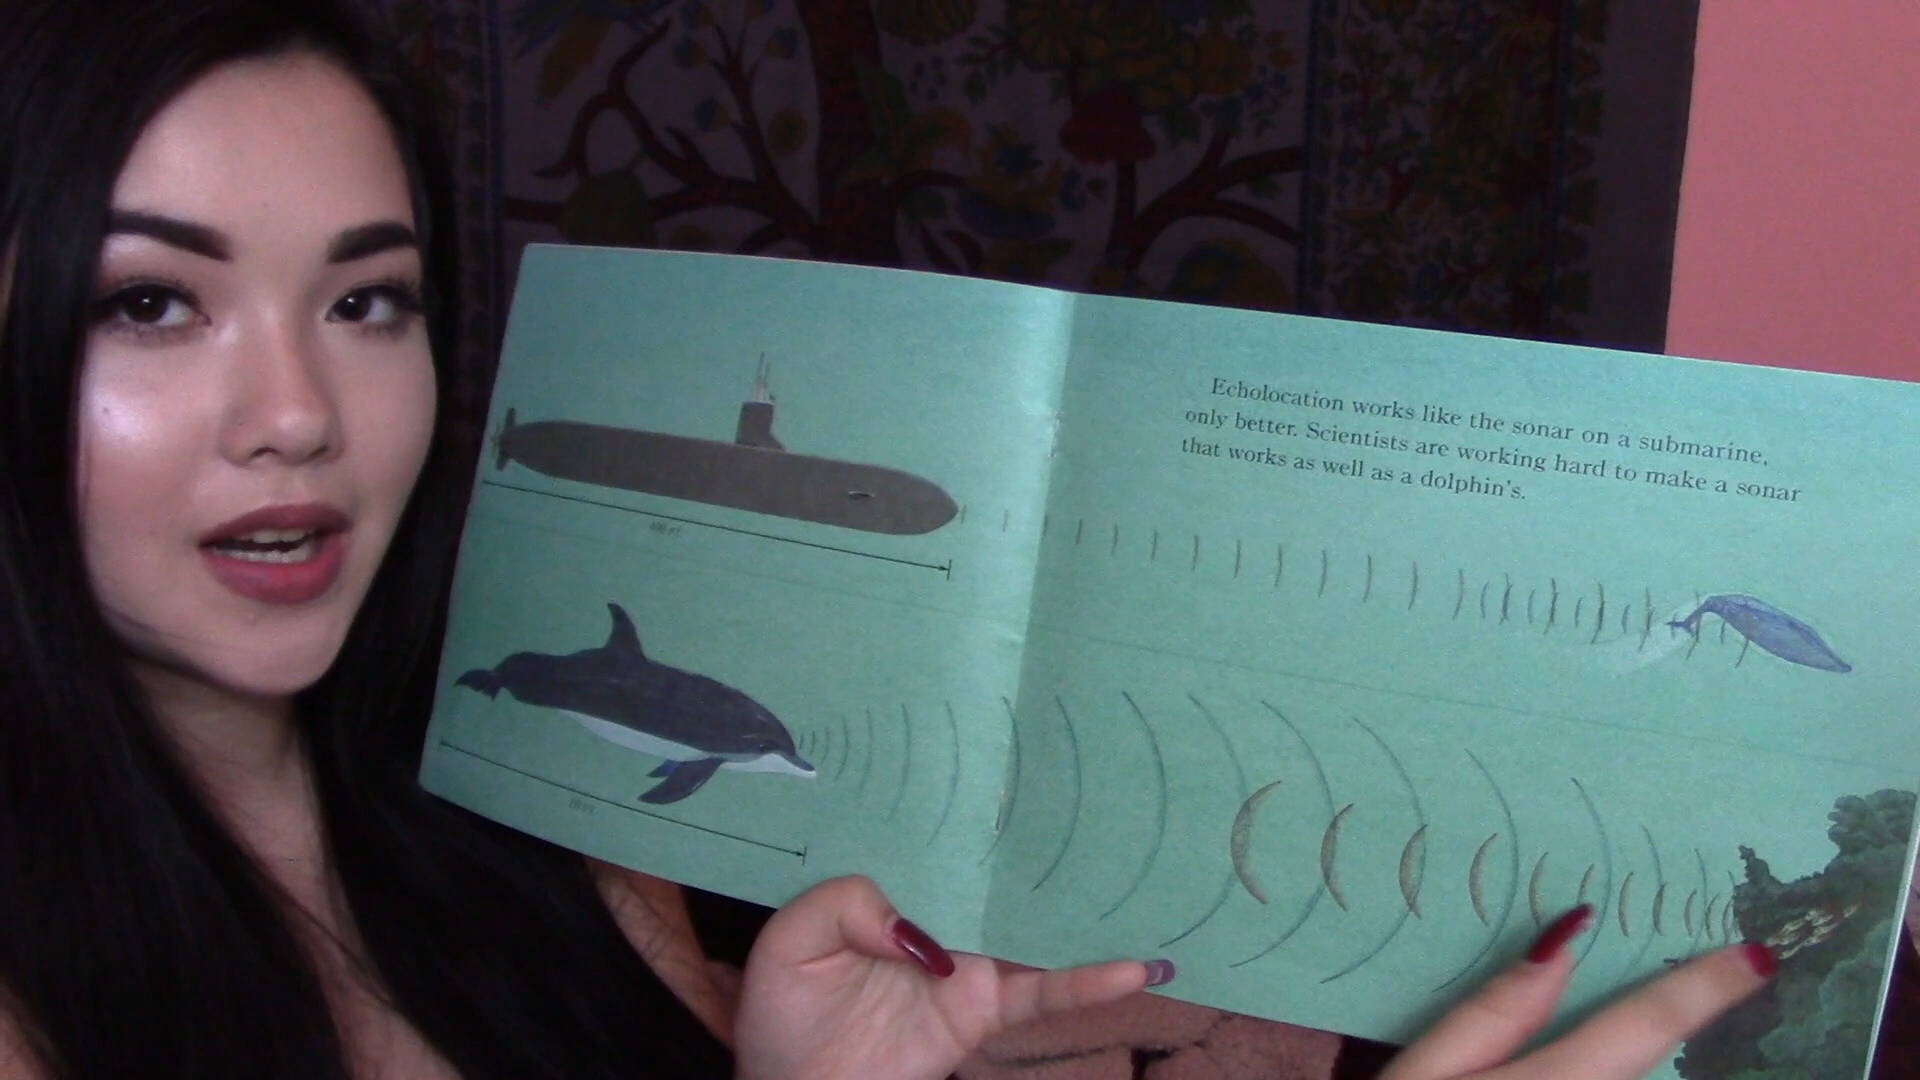 Echolocation works like the sonar on a submarine,
only better. Scientists are working hard to make a sonar
that works as well as a dolphin's.